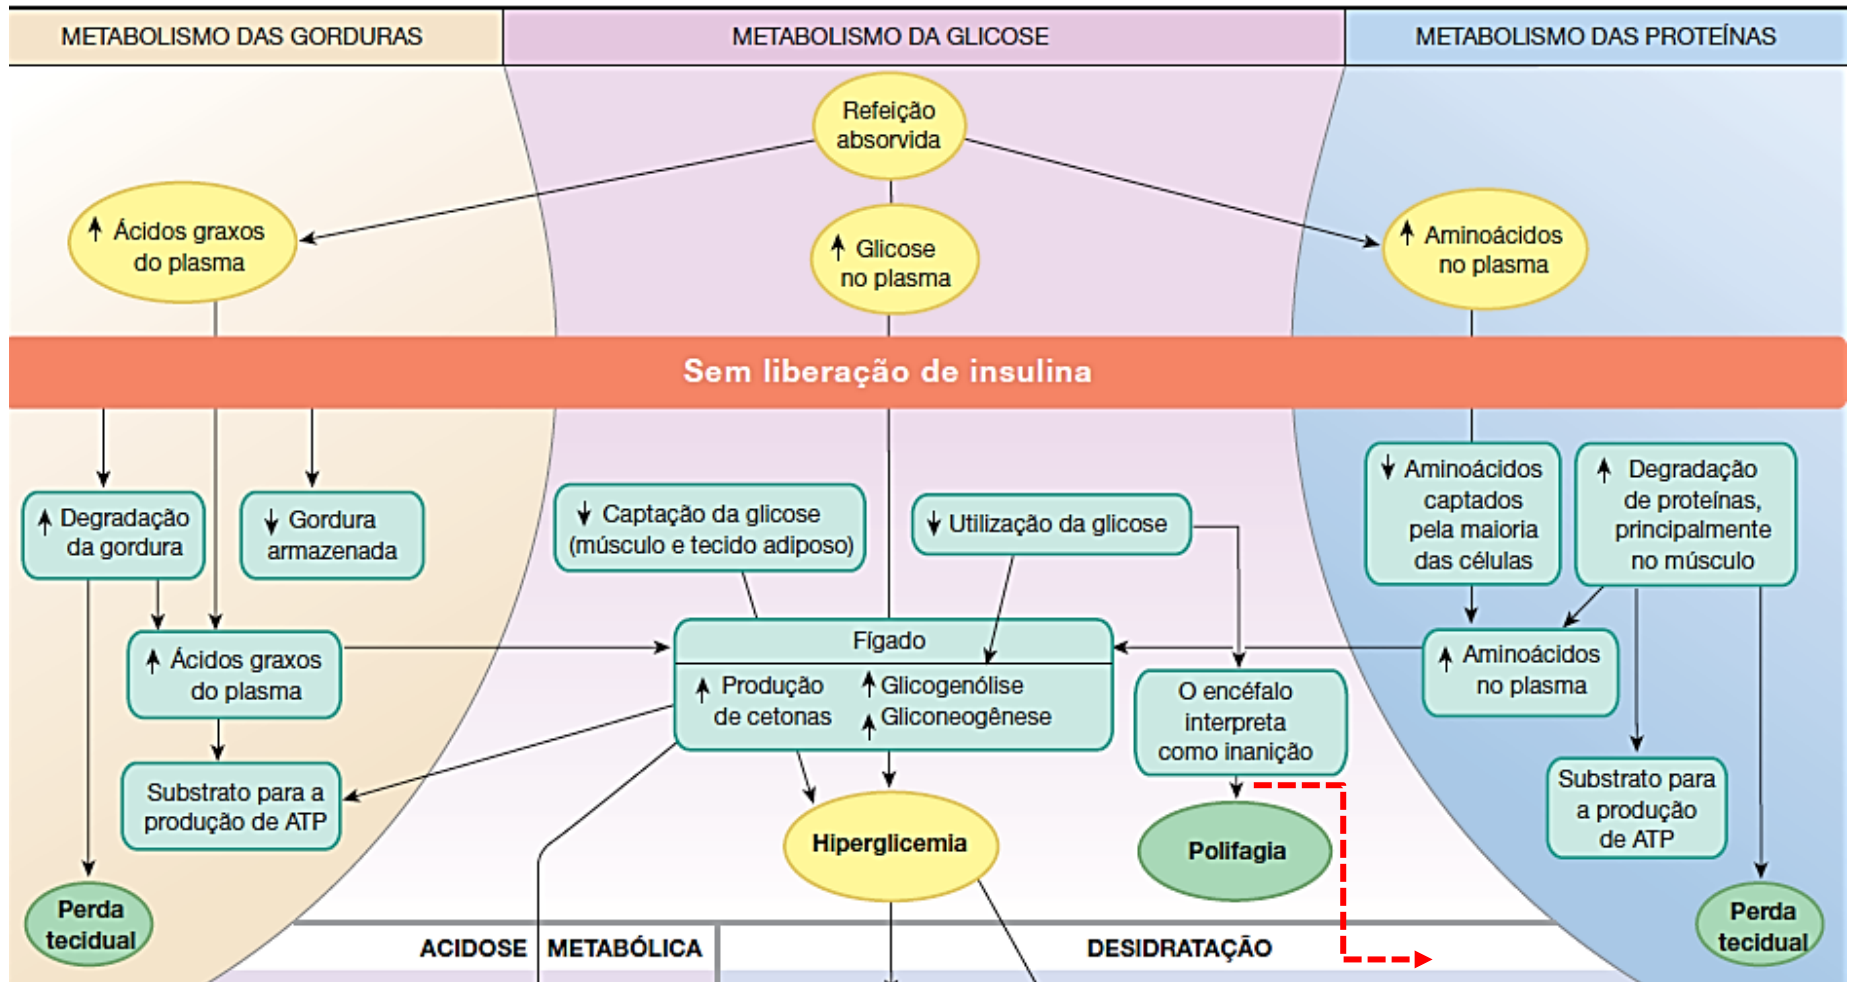 METABOLISMO DAS GORDURAS
METABOLISMO DA GLICOSE
METABOLISMO DAS PROTEÍNAS
Refeição
absorvida
Ácidos graxos
do plasma
Glicose
no plasma
Aminoácidos
no plasma
Sem liberação de insulina
Degradação
da gordura
Gordura
armazenada
Captação da glicose
(músculo e tecido adiposo)
Utilização da glicose
Aminoácidos
captados
pela maioria
das células
Degradação
de proteínas,
principalmente
no músculo
Ácidos graxos
do plasma
Fígado
Produção
de cetonas
Glicogenólise
Gliconeogênese
O encéfalo
interpreta
como inanição
Aminoácidos
no plasma
Substrato para a
produção de ATP
Hiperglicemia
Polifagia
Substrato para
a produção
de ATP
Perda
tecidual
Perda
tecidual
ACIDOSE METABÓLICA
DESIDRATAÇÃO